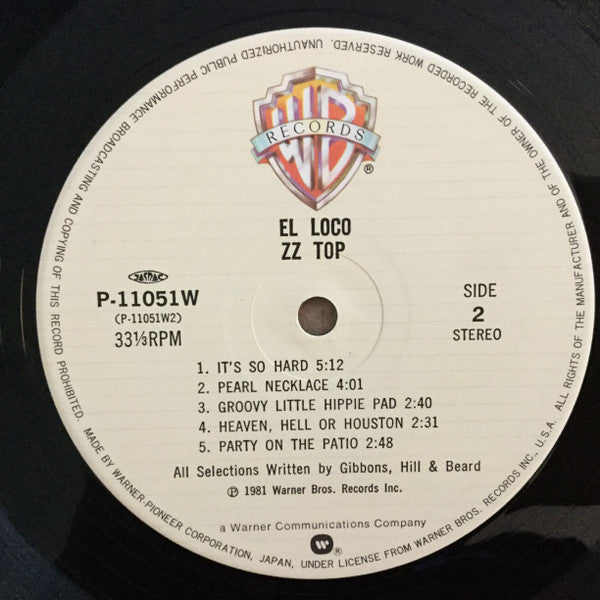 RECORDS
®
EL LOCO
ZZ TOP
JASRAC
P-11051W
(P-11051W2)
33⅓RPM
SIDE
2
STEREO
1. IT'S SO HARD 5:12
2. PEARL NECKLACE 4:01
3. GROOVY LITTLE HIPPIE PAD 2:40
4. HEAVEN, HELL OR HOUSTON 2:31
5. PARTY ON THE PATIO 2:48
All Selections Written by Gibbons, Hill & Beard
℗ 1981 Warner Bros. Records Inc.
a Warner Communications Company
®
MADE BY WARNER-PIONEER CORPORATION, JAPAN, UNDER LICENSE FROM WARNER BROS. RECORDS INC., U.S.A. ALL RIGHTS OF THE MANUFACTURER AND OF THE OWNER OF THE RECORDED WORK RESERVED. UNAUTHORIZED PUBLIC PERFORMANCE BROADCASTING AND COPYING OF THIS RECORD PROHIBITED.